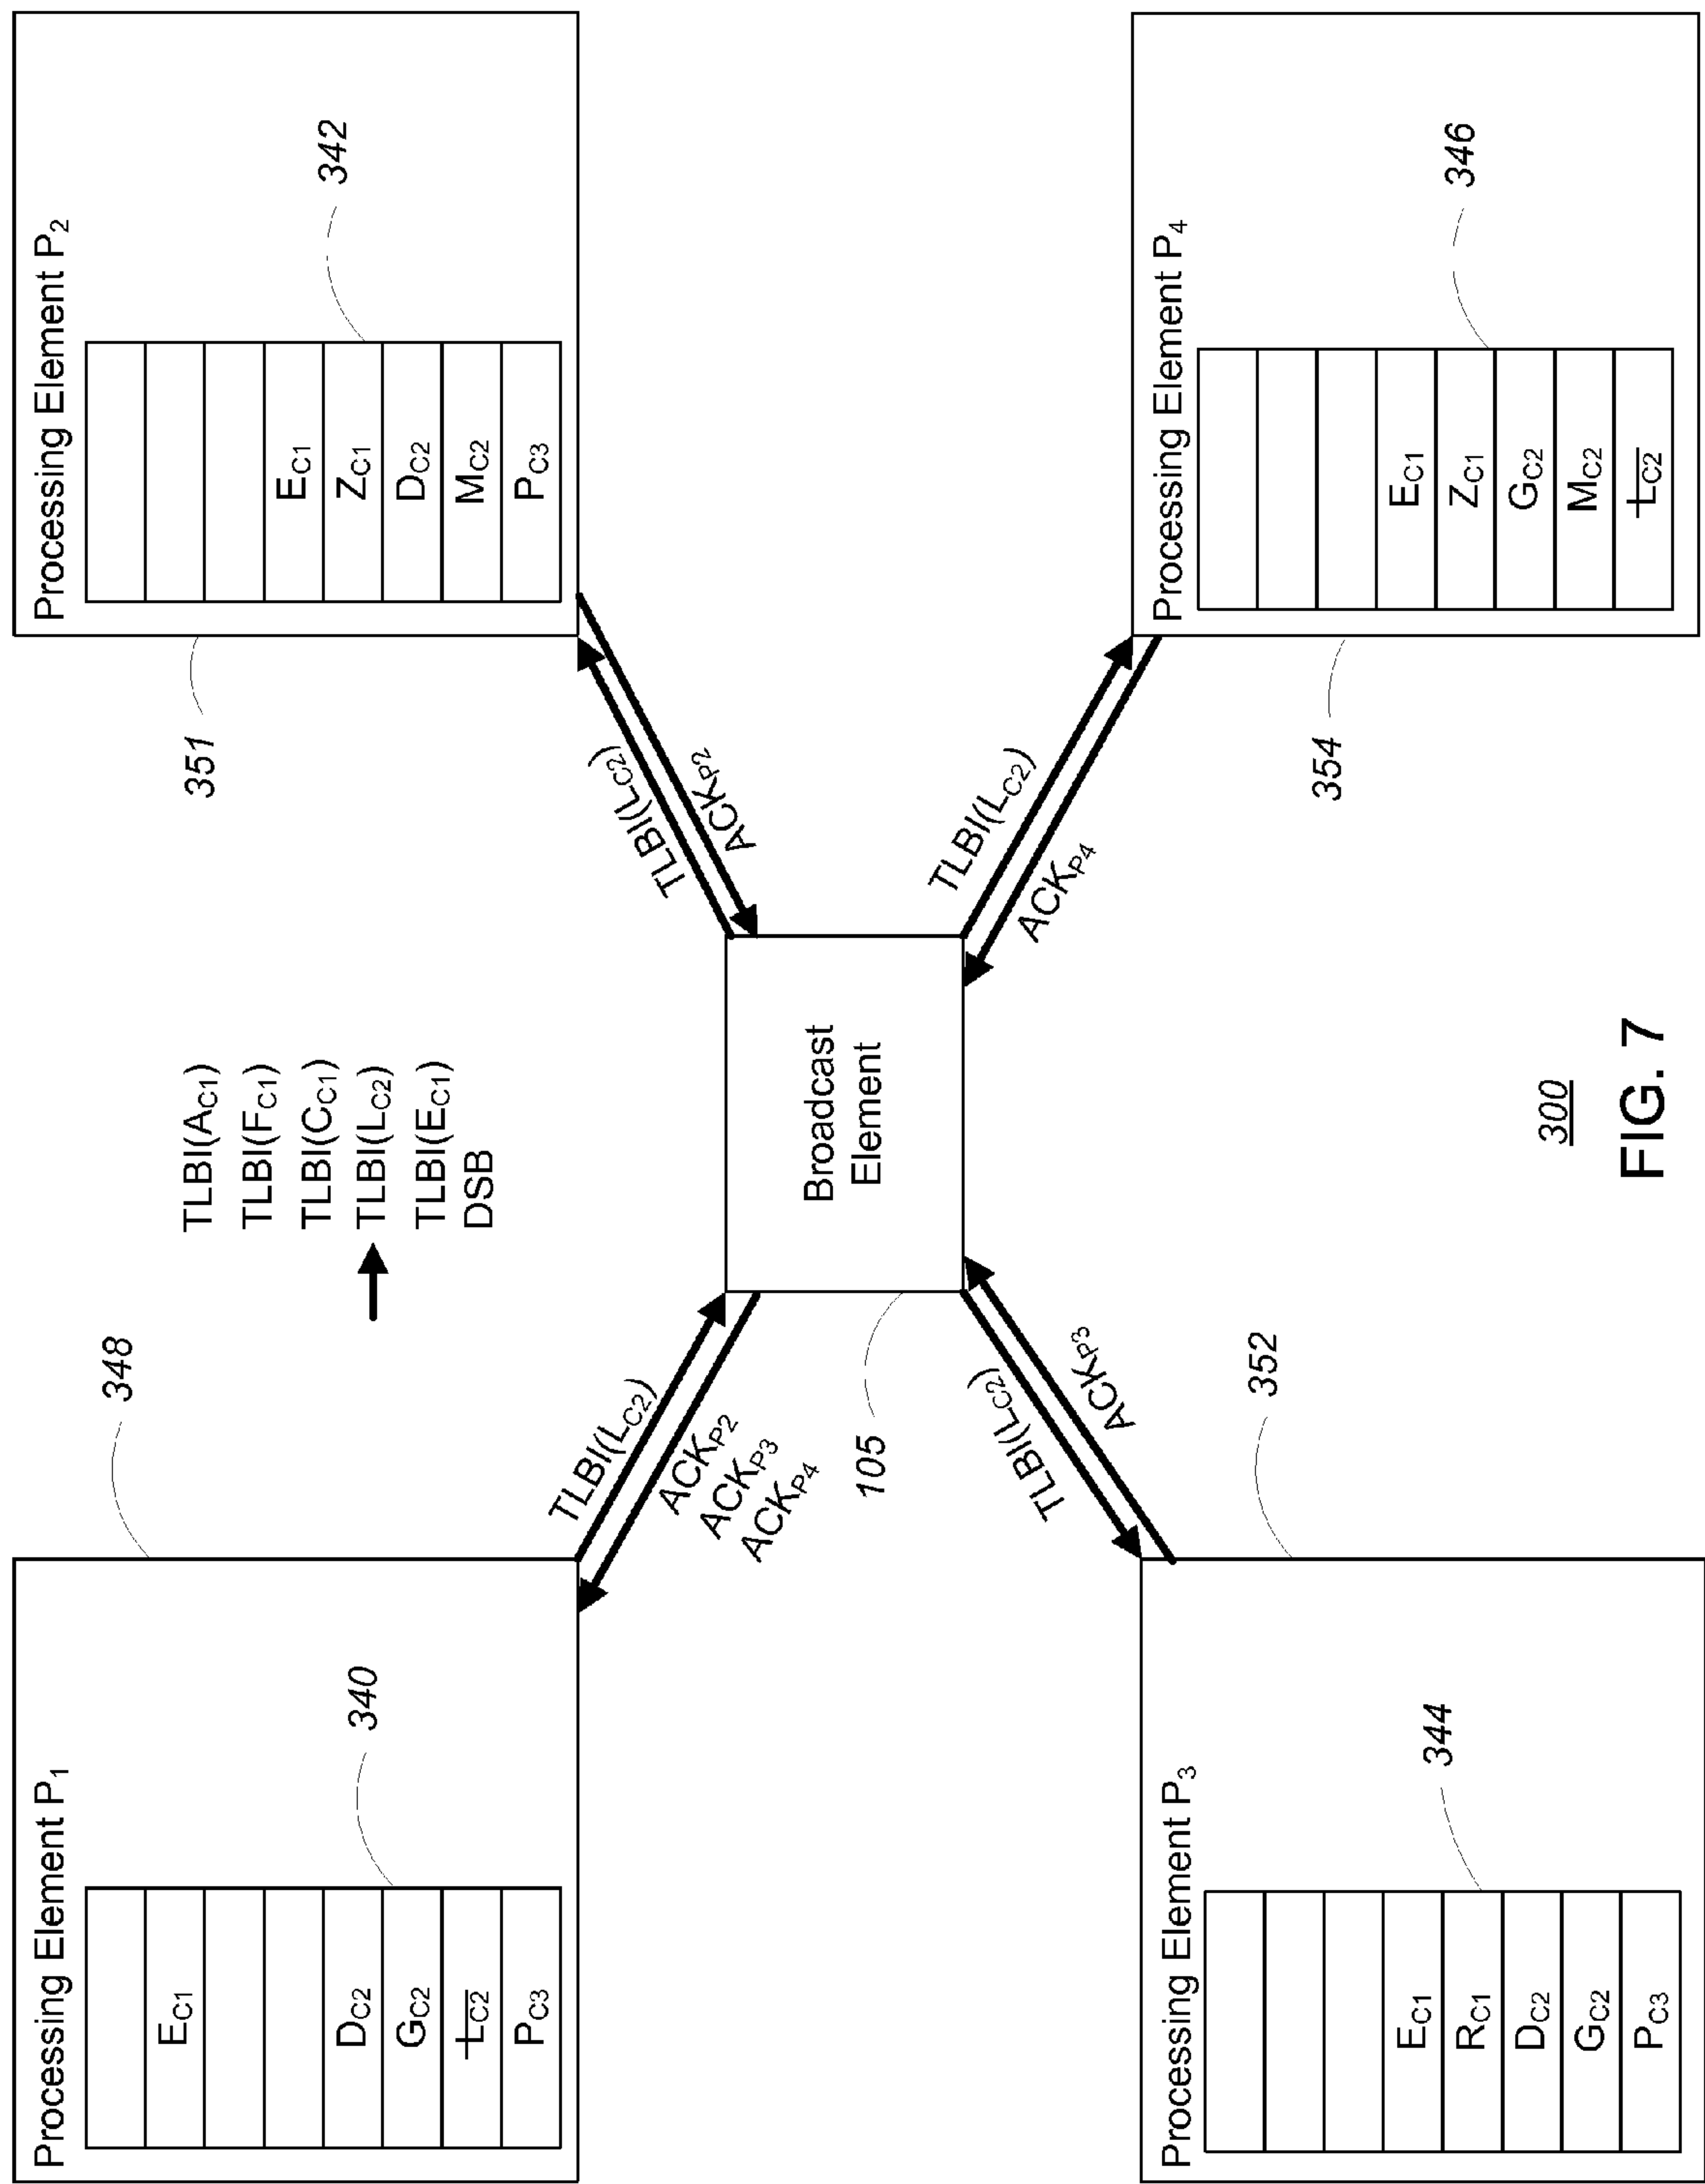 Processing Element P1
EC1
DC2
GC2
LC2
PC3
340
348
TLBI(AC1)
TLBI(FC1)
TLBI(CC1)
TLBI(LC2)
TLBI(EC1)
DSB
Processing Element P2
EC1
ZC1
DC2
MC2
PC3
342
351
TLBI(LC2)
ACKP2
ACKP3
ACKP4
TLBI(LC2)
ACKP2
Broadcast
Element
105
TLBI(LC2)
ACKP3
TLBI(LC2)
ACKP4
Processing Element P3
EC1
RC1
DC2
GC2
PC3
344
352
Processing Element P4
EC1
ZC1
GC2
MC2
LC2
346
354
300
FIG. 7